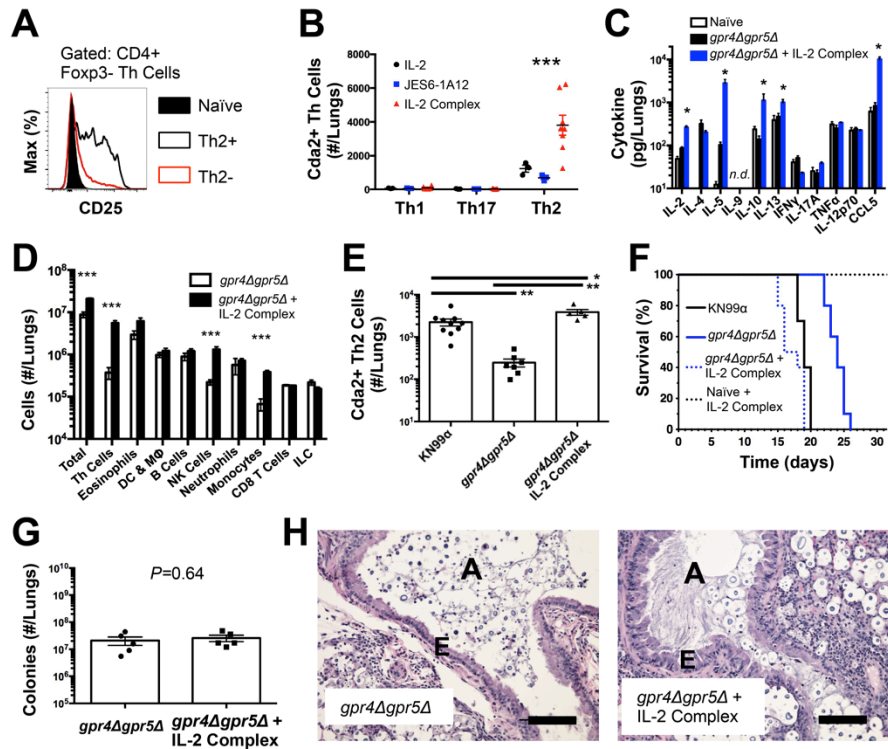 A
Gated: CD4+
Foxp3- Th Cells
Max (%)
CD25
Naïve
Th2+
Th2-
B
Cda2+ Th Cells
(#/Lungs)
8000
6000
4000
2000
0
IL-2
JES6-1A12
IL-2 Complex
***
Th1
Th17
Th2
C
Naïve
gpr4Δgpr5Δ
gpr4Δgpr5Δ + IL-2 Complex
Cytokine
(pg/Lungs)
10⁴
10³
10²
10¹
*
*
n.d.
*
*
*
IL-2
IL-4
IL-5
IL-9
IL-10
IL-13
IFNγ
IL-17A
TNFα
IL-12p70
CCL5
D
Cells (#/Lungs)
10⁸
10⁷
10⁶
10⁵
10⁴
gpr4Δgpr5Δ
gpr4Δgpr5Δ +
IL-2 Complex
***
***
***
***
Total
Th Cells
Eosinophils
DC & MΦ
B Cells
NK Cells
Neutrophils
Monocytes
CD8 T Cells
ILC
E
Cda2+ Th2 Cells
(#/Lungs)
10⁴
10³
10²
10¹
*
**
**
KN99α
gpr4Δgpr5Δ
gpr4Δgpr5Δ
IL-2 Complex
F
Survival (%)
100
80
60
40
20
0
KN99α
gpr4Δgpr5Δ
gpr4Δgpr5Δ +
IL-2 Complex
Naïve +
IL-2 Complex
0
5
10
15
20
25
30
Time (days)
G
Colonies (#/Lungs)
10¹⁰
10⁹
10⁸
10⁷
10⁶
10⁵
P=0.64
gpr4Δgpr5Δ
gpr4Δgpr5Δ +
IL-2 Complex
H
A
E
gpr4Δgpr5Δ
A
E
gpr4Δgpr5Δ +
IL-2 Complex